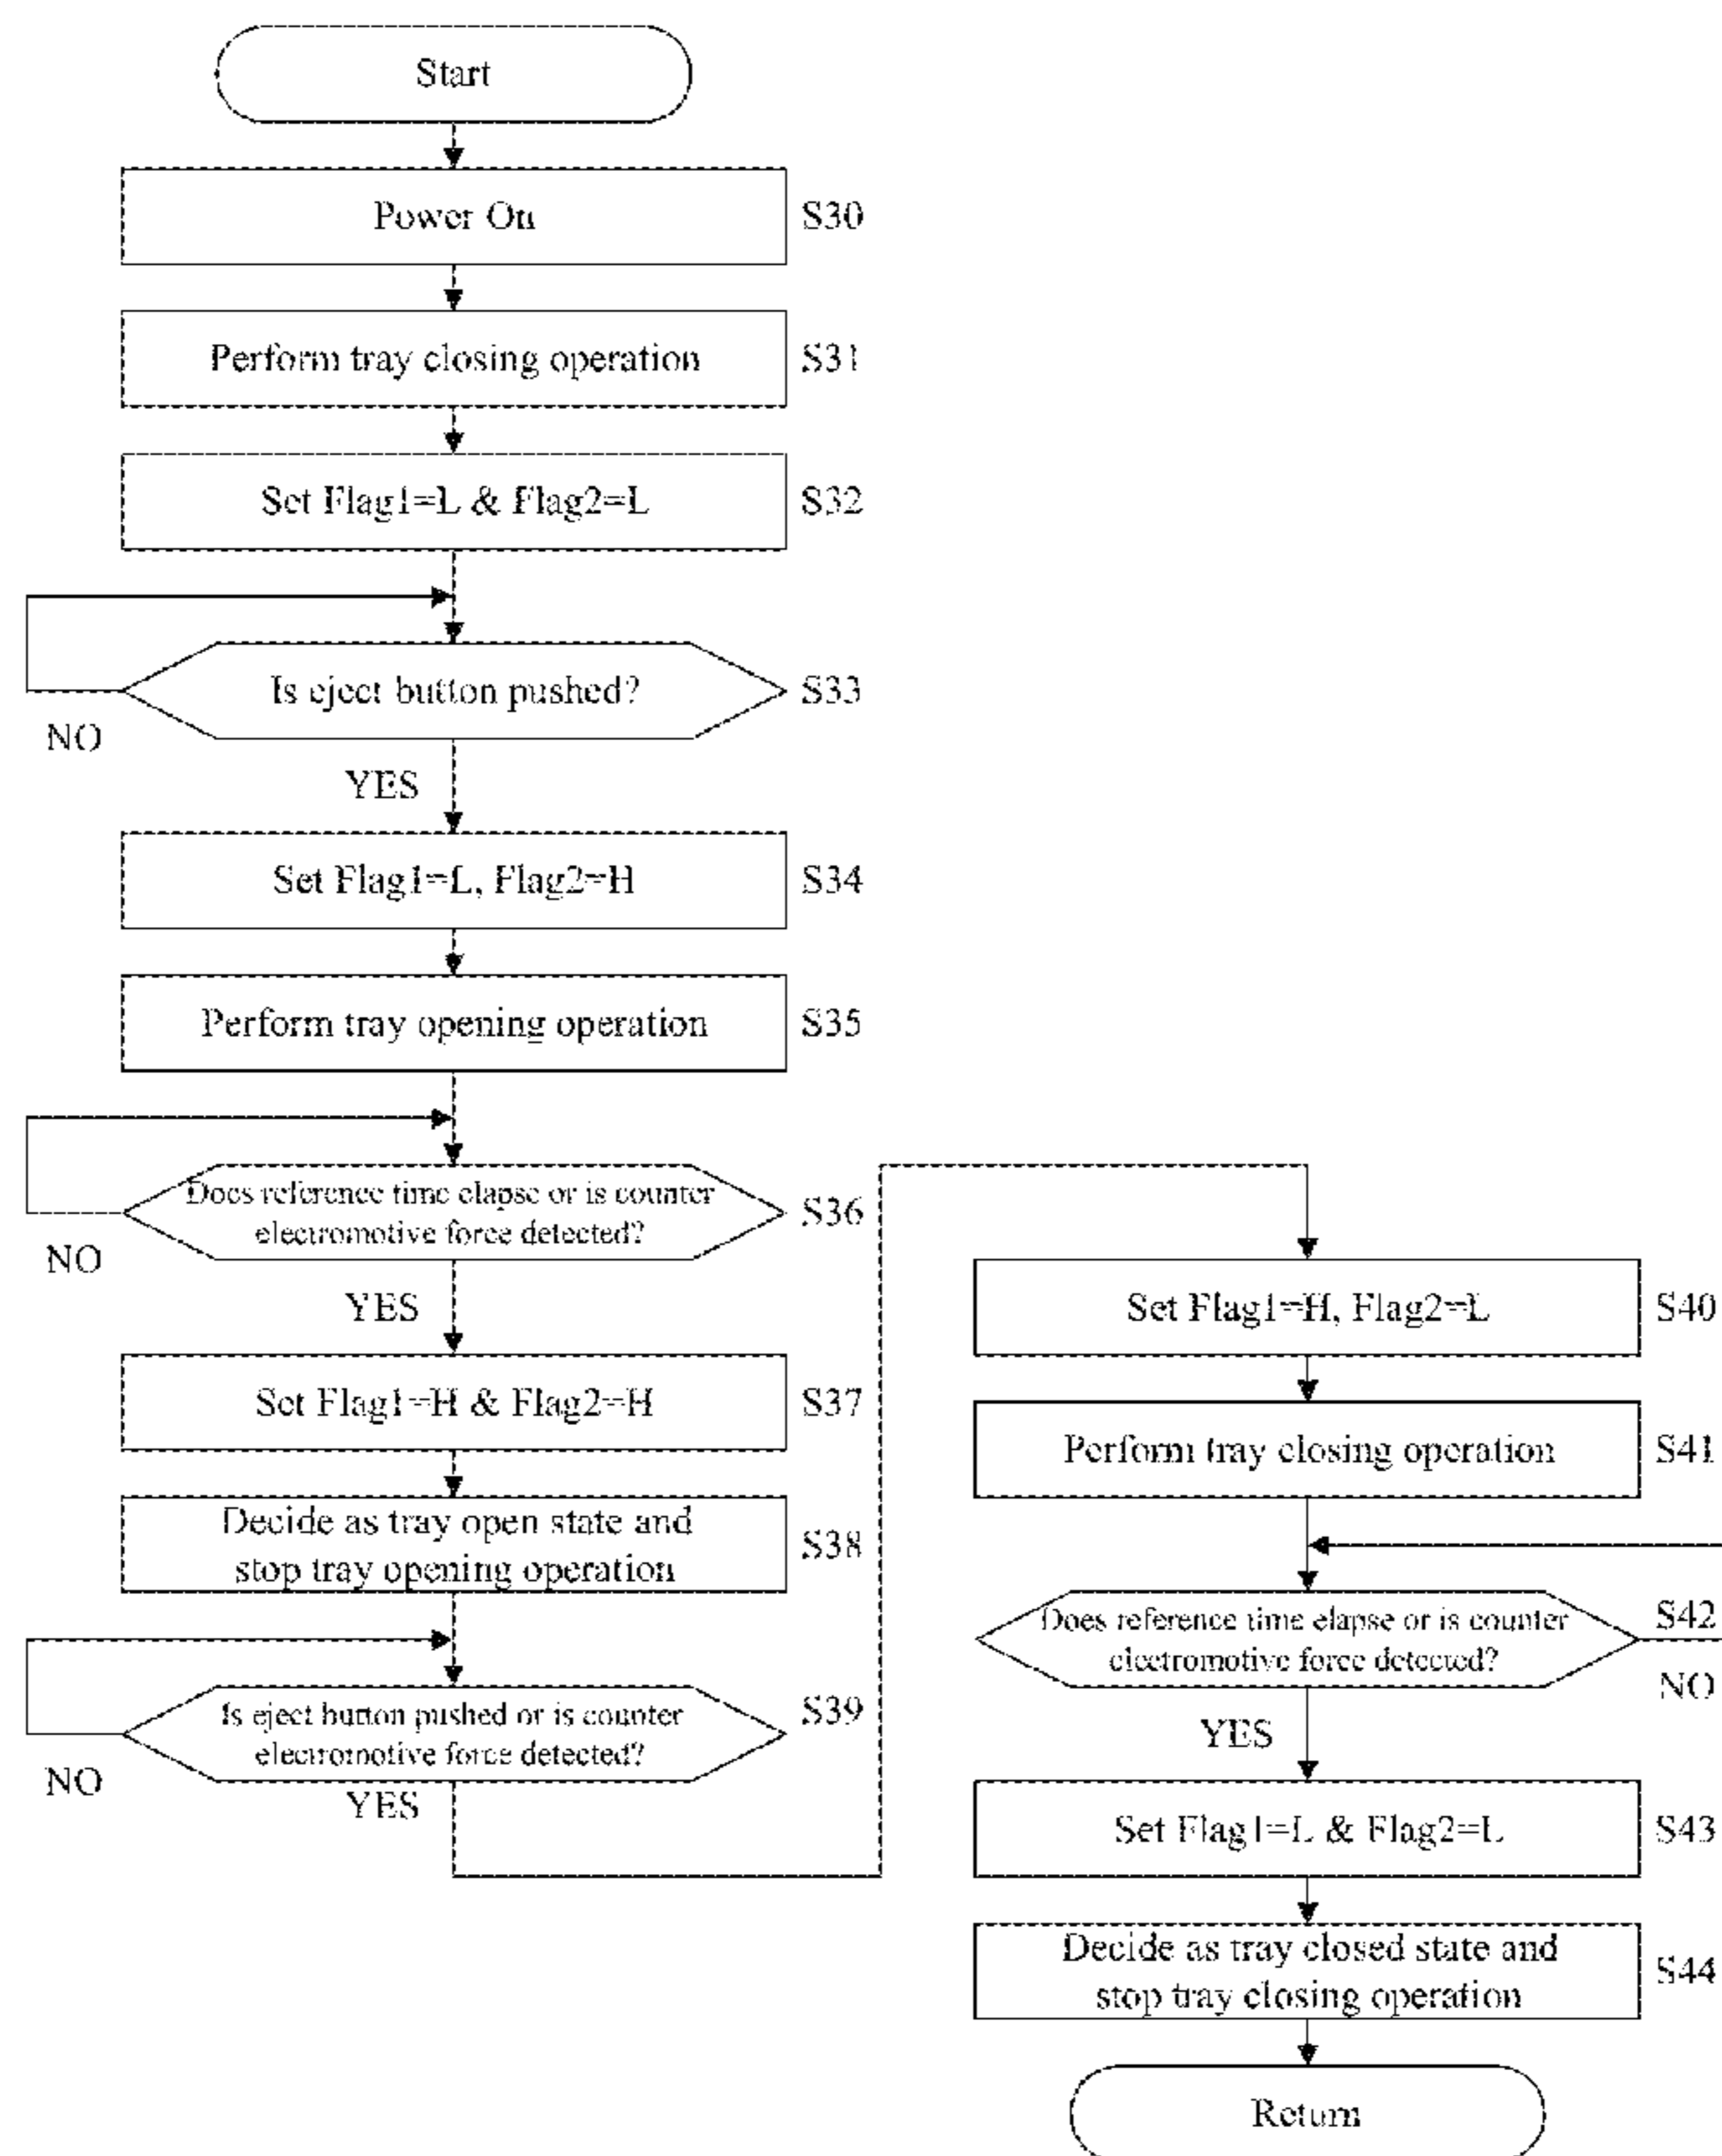 Start
Power On
S30
Perform tray closing operation
S31
Set Flag1=L & Flag2=L
S32
Is eject button pushed?
S33
NO
YES
Set Flag1=L, Flag2=H
S34
Perform tray opening operation
S35
Does reference time elapse or is counter
electromotive force detected?
S36
NO
YES
Set Flag1=H & Flag2=H
S37
Decide as tray open state and
stop tray opening operation
S38
Is eject button pushed or is counter
electromotive force detected?
S39
NO
YES
Set Flag1=H, Flag2=L
S40
Perform tray closing operation
S41
Does reference time elapse or is counter
electromotive force detected?
S42
NO
YES
Set Flag1=L & Flag2=L
S43
Decide as tray closed state and
stop tray closing operation
S44
Return